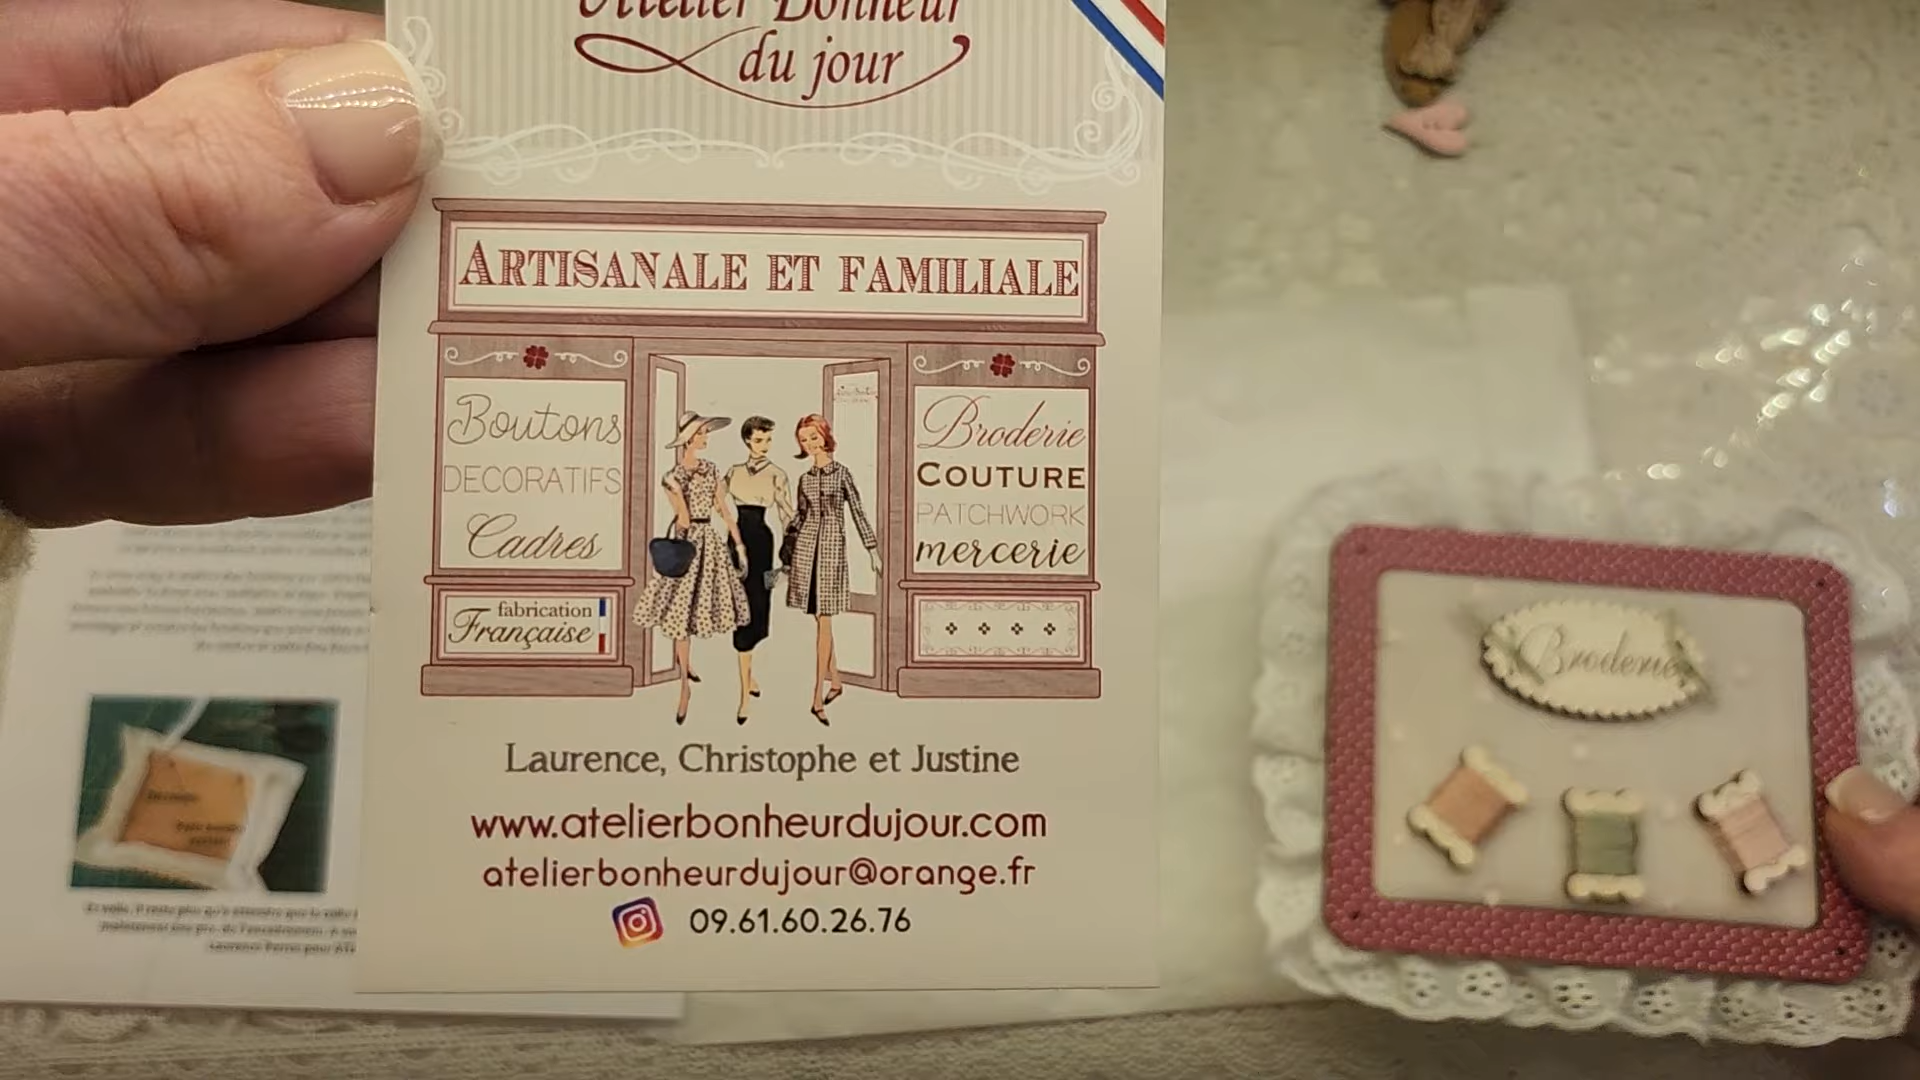 Atelier Bonheur
du jour
ARTISANALE ET FAMILIALE
Boutons
DECORATIFS
Cadres
fabrication
Française
Broderie
COUTURE
PATCHWORK
mercerie
Laurence, Christophe et Justine
www.atelierbonheurdujour.com
atelierbonheurdujour@orange.fr
09.61.60.26.76
Broderie